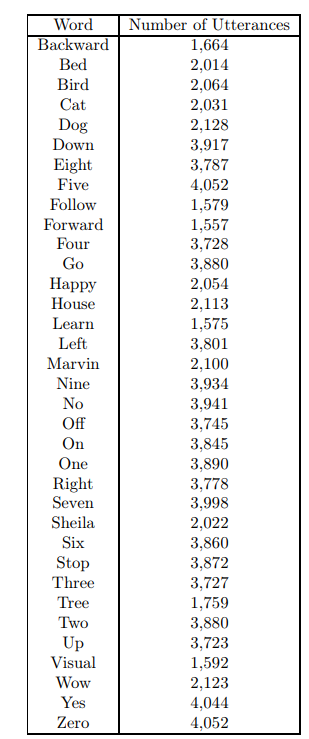 Word Number of Utterances
Backward 1,664
Bed 2,014
Bird 2,064
Cat 2,031
Dog 2,128
Down 3,917
Eight 3,787
Five 4,052
Follow 1,579
Forward 1,557
Four 3,728
Go 3,880
Happy 2,054
House 2,113
Learn 1,575
Left 3,801
Marvin 2,100
Nine 3,934
No 3,941
Off 3,745
On 3,845
One 3,890
Right 3,778
Seven 3,998
Sheila 2,022
Six 3,860
Stop 3,872
Three 3,727
Tree 1,759
Two 3,880
Up 3,723
Visual 1,592
Wow 2,123
Yes 4,044
Zero 4,052